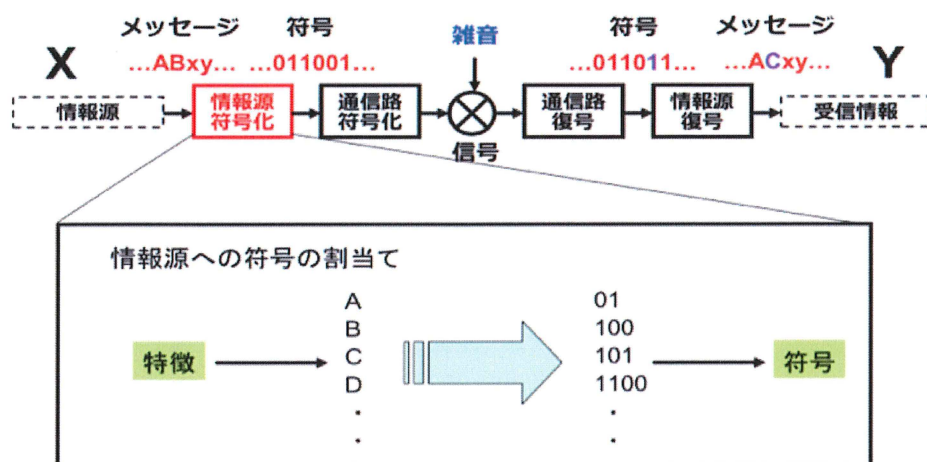 メッセージ 符号 雑音 符号 メッセージ
X …ABxy… …011001… …011011… …ACxy… Y
情報源 情報源符号化 通信路符号化 信号 通信路復号 情報源復号 受信情報
情報源への符号の割当て
A 01
B 100
特徴 C 101 符号
D 1100
・ ・
・ ・